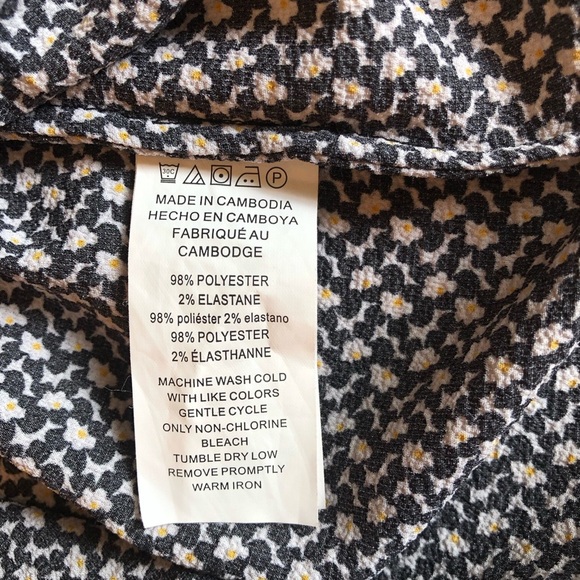 30C P
MADE IN CAMBODIA
HECHO EN CAMBOYA
FABRIQUÉ AU
CAMBODGE
98% POLYESTER
2% ELASTANE
98% poliéster 2% elastano
98% POLYESTER
2% ÉLASTHANNE
MACHINE WASH COLD
WITH LIKE COLORS
GENTLE CYCLE
ONLY NON-CHLORINE
BLEACH
TUMBLE DRY LOW
REMOVE PROMPTLY
WARM IRON